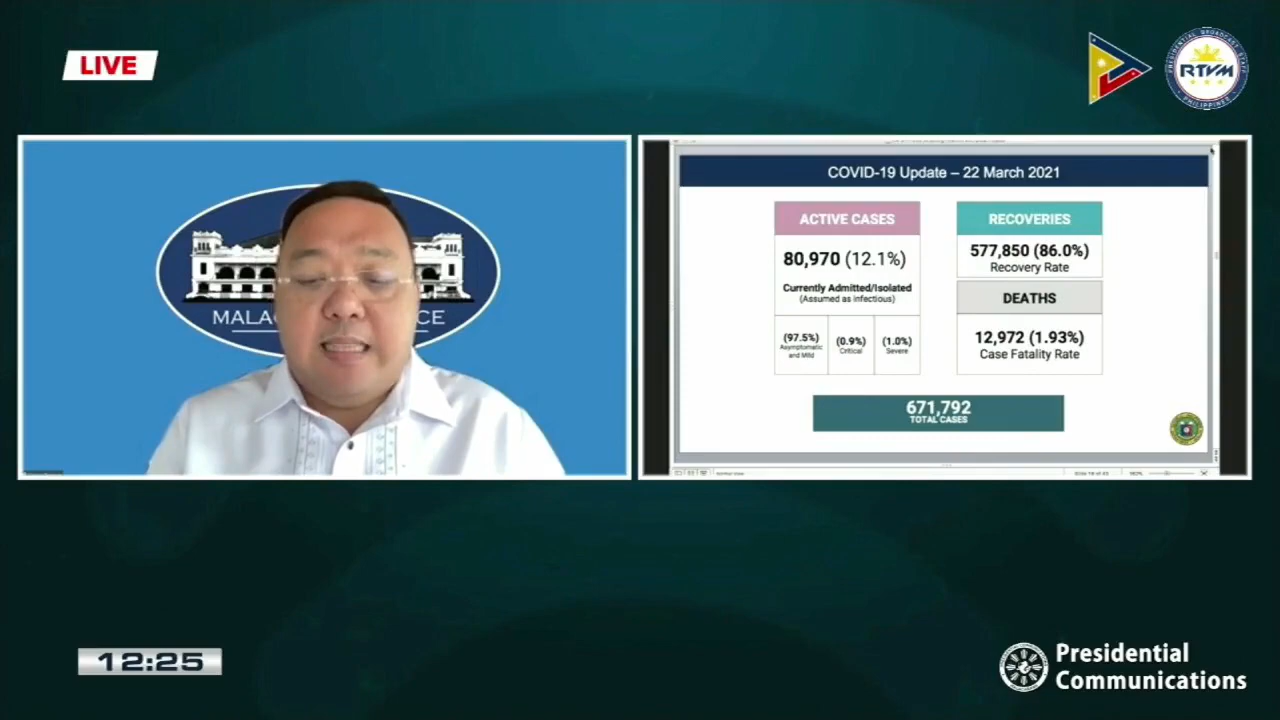 LIVE
PRESIDENTIAL BROADCAST STAFF
RTVM
PHILIPPINES
MALAC
CE
COVID-19 Update – 22 March 2021
ACTIVE CASES
80,970 (12.1%)
Currently Admitted/Isolated
(Assumed as infectious)
(97.5%)
Asymptomatic
and Mild
(0.9%)
Critical
(1.0%)
Severe
RECOVERIES
577,850 (86.0%)
Recovery Rate
DEATHS
12,972 (1.93%)
Case Fatality Rate
671,792
TOTAL CASES
12:25
Presidential
Communications